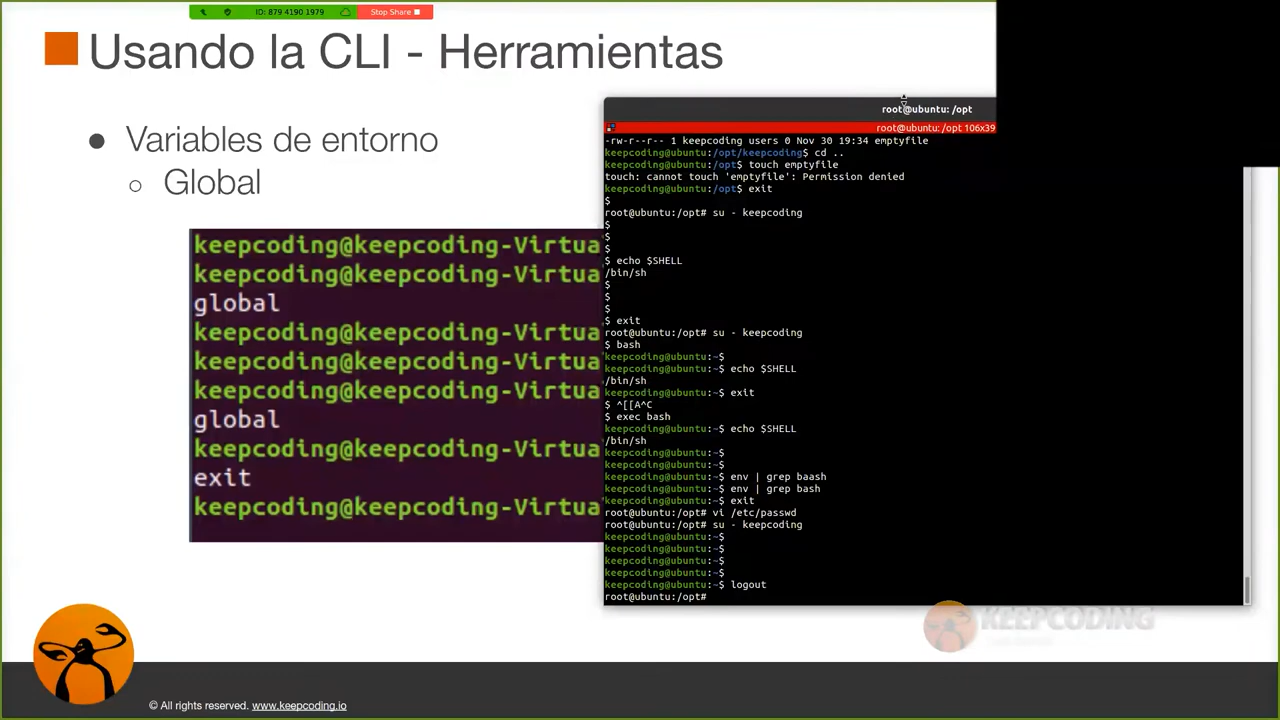 ID: 879 4190 1979
Stop Share
Usando la CLI - Herramientas
● Variables de entorno
○ Global
keepcoding@keepcoding-Virtua
keepcoding@keepcoding-Virtua
global
keepcoding@keepcoding-Virtua
keepcoding@keepcoding-Virtua
keepcoding@keepcoding-Virtua
global
keepcoding@keepcoding-Virtua
exit
keepcoding@keepcoding-Virtua
root@ubuntu: /opt
root@ubuntu: /opt 106x39
-rw-r--r-- 1 keepcoding users 0 Nov 30 19:34 emptyfile
keepcoding@ubuntu:/opt/keepcoding$ cd ..
keepcoding@ubuntu:/opt$ touch emptyfile
touch: cannot touch 'emptyfile': Permission denied
keepcoding@ubuntu:/opt$ exit
$
root@ubuntu:/opt# su - keepcoding
$
$
$
$ echo $SHELL
/bin/sh
$
$
$
$ exit
root@ubuntu:/opt# su - keepcoding
$ bash
keepcoding@ubuntu:~$
keepcoding@ubuntu:~$ echo $SHELL
/bin/sh
keepcoding@ubuntu:~$ exit
$ ^[[A^C
$ exec bash
keepcoding@ubuntu:~$ echo $SHELL
/bin/sh
keepcoding@ubuntu:~$
keepcoding@ubuntu:~$
keepcoding@ubuntu:~$ env | grep baash
keepcoding@ubuntu:~$ env | grep bash
keepcoding@ubuntu:~$ exit
root@ubuntu:/opt# vi /etc/passwd
root@ubuntu:/opt# su - keepcoding
keepcoding@ubuntu:~$
keepcoding@ubuntu:~$
keepcoding@ubuntu:~$
keepcoding@ubuntu:~$
keepcoding@ubuntu:~$ logout
root@ubuntu:/opt#
KEEPCODING
© All rights reserved. www.keepcoding.io